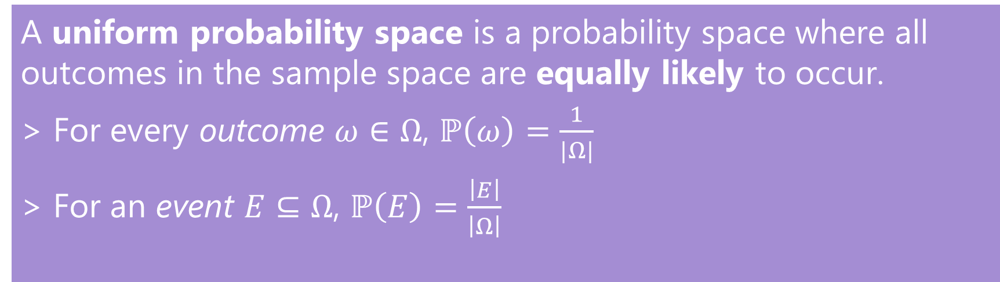 A uniform probability space is a probability space where all
outcomes in the sample space are equally likely to occur.
> For every outcome ω ∈ Ω, ℙ(ω) = 1/|Ω|
> For an event E ⊆ Ω, ℙ(E) = |E|/|Ω|